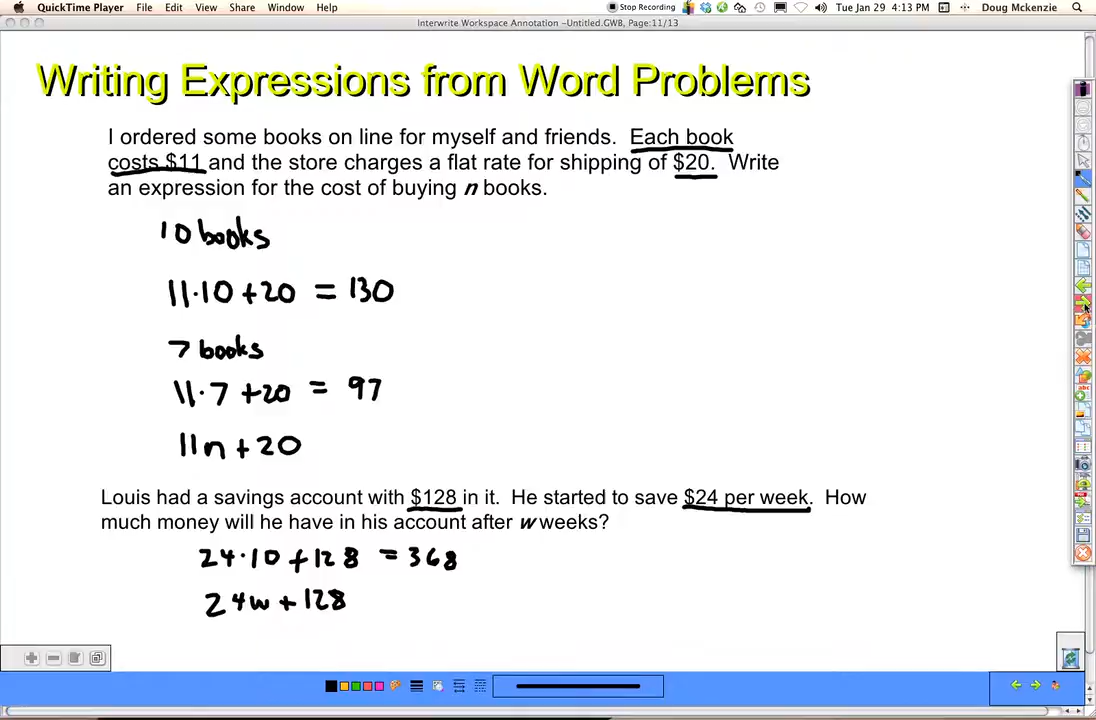 QuickTime Player File Edit View Share Window Help Stop Recording Tue Jan 29 4:13 PM Doug Mckenzie
Interwrite Workspace Annotation –Untitled.GWB, Page:11/13
Writing Expressions from Word Problems
I ordered some books on line for myself and friends. Each book
costs $11 and the store charges a flat rate for shipping of $20. Write
an expression for the cost of buying n books.
10 books
11·10+20 = 130
7 books
11·7+20 = 97
11n+20
Louis had a savings account with $128 in it. He started to save $24 per week. How
much money will he have in his account after w weeks?
24·10+128 = 368
24w+128